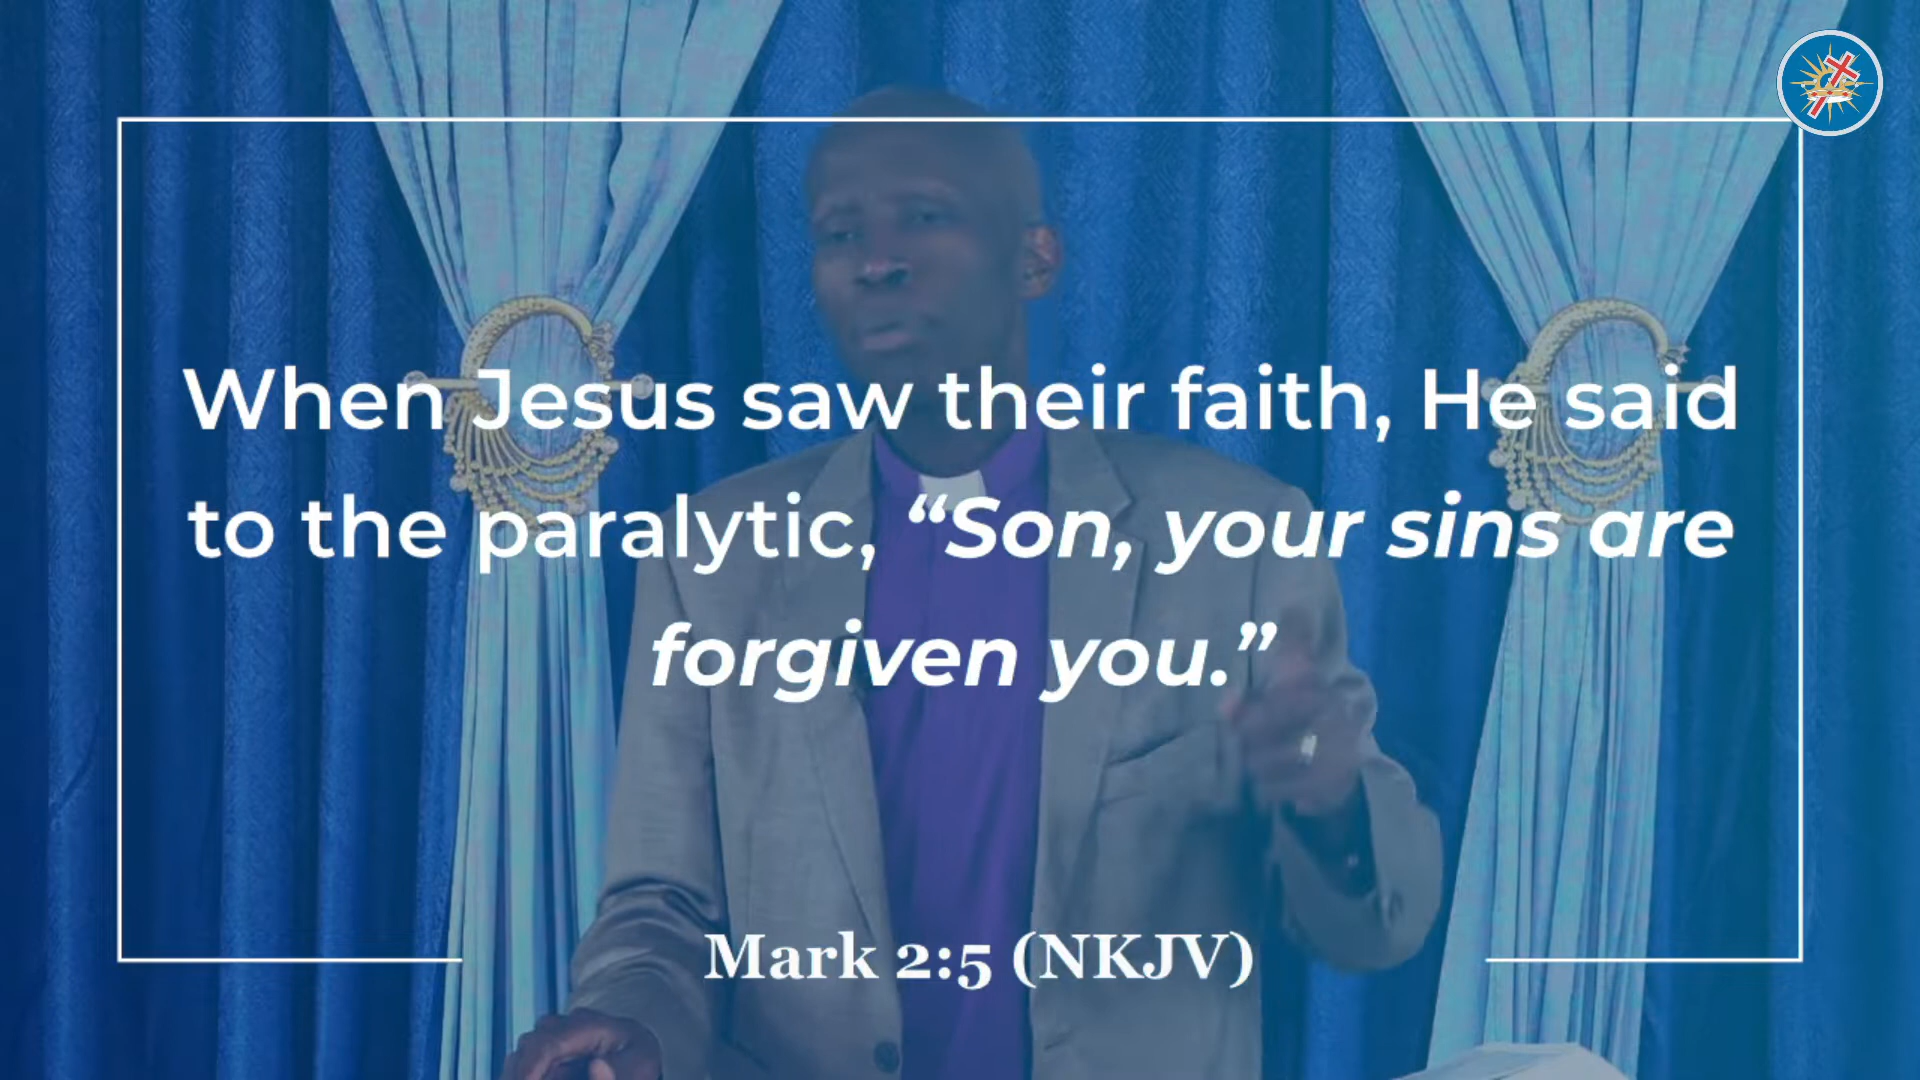 When Jesus saw their faith, He said
to the paralytic, “Son, your sins are
forgiven you.”
Mark 2:5 (NKJV)